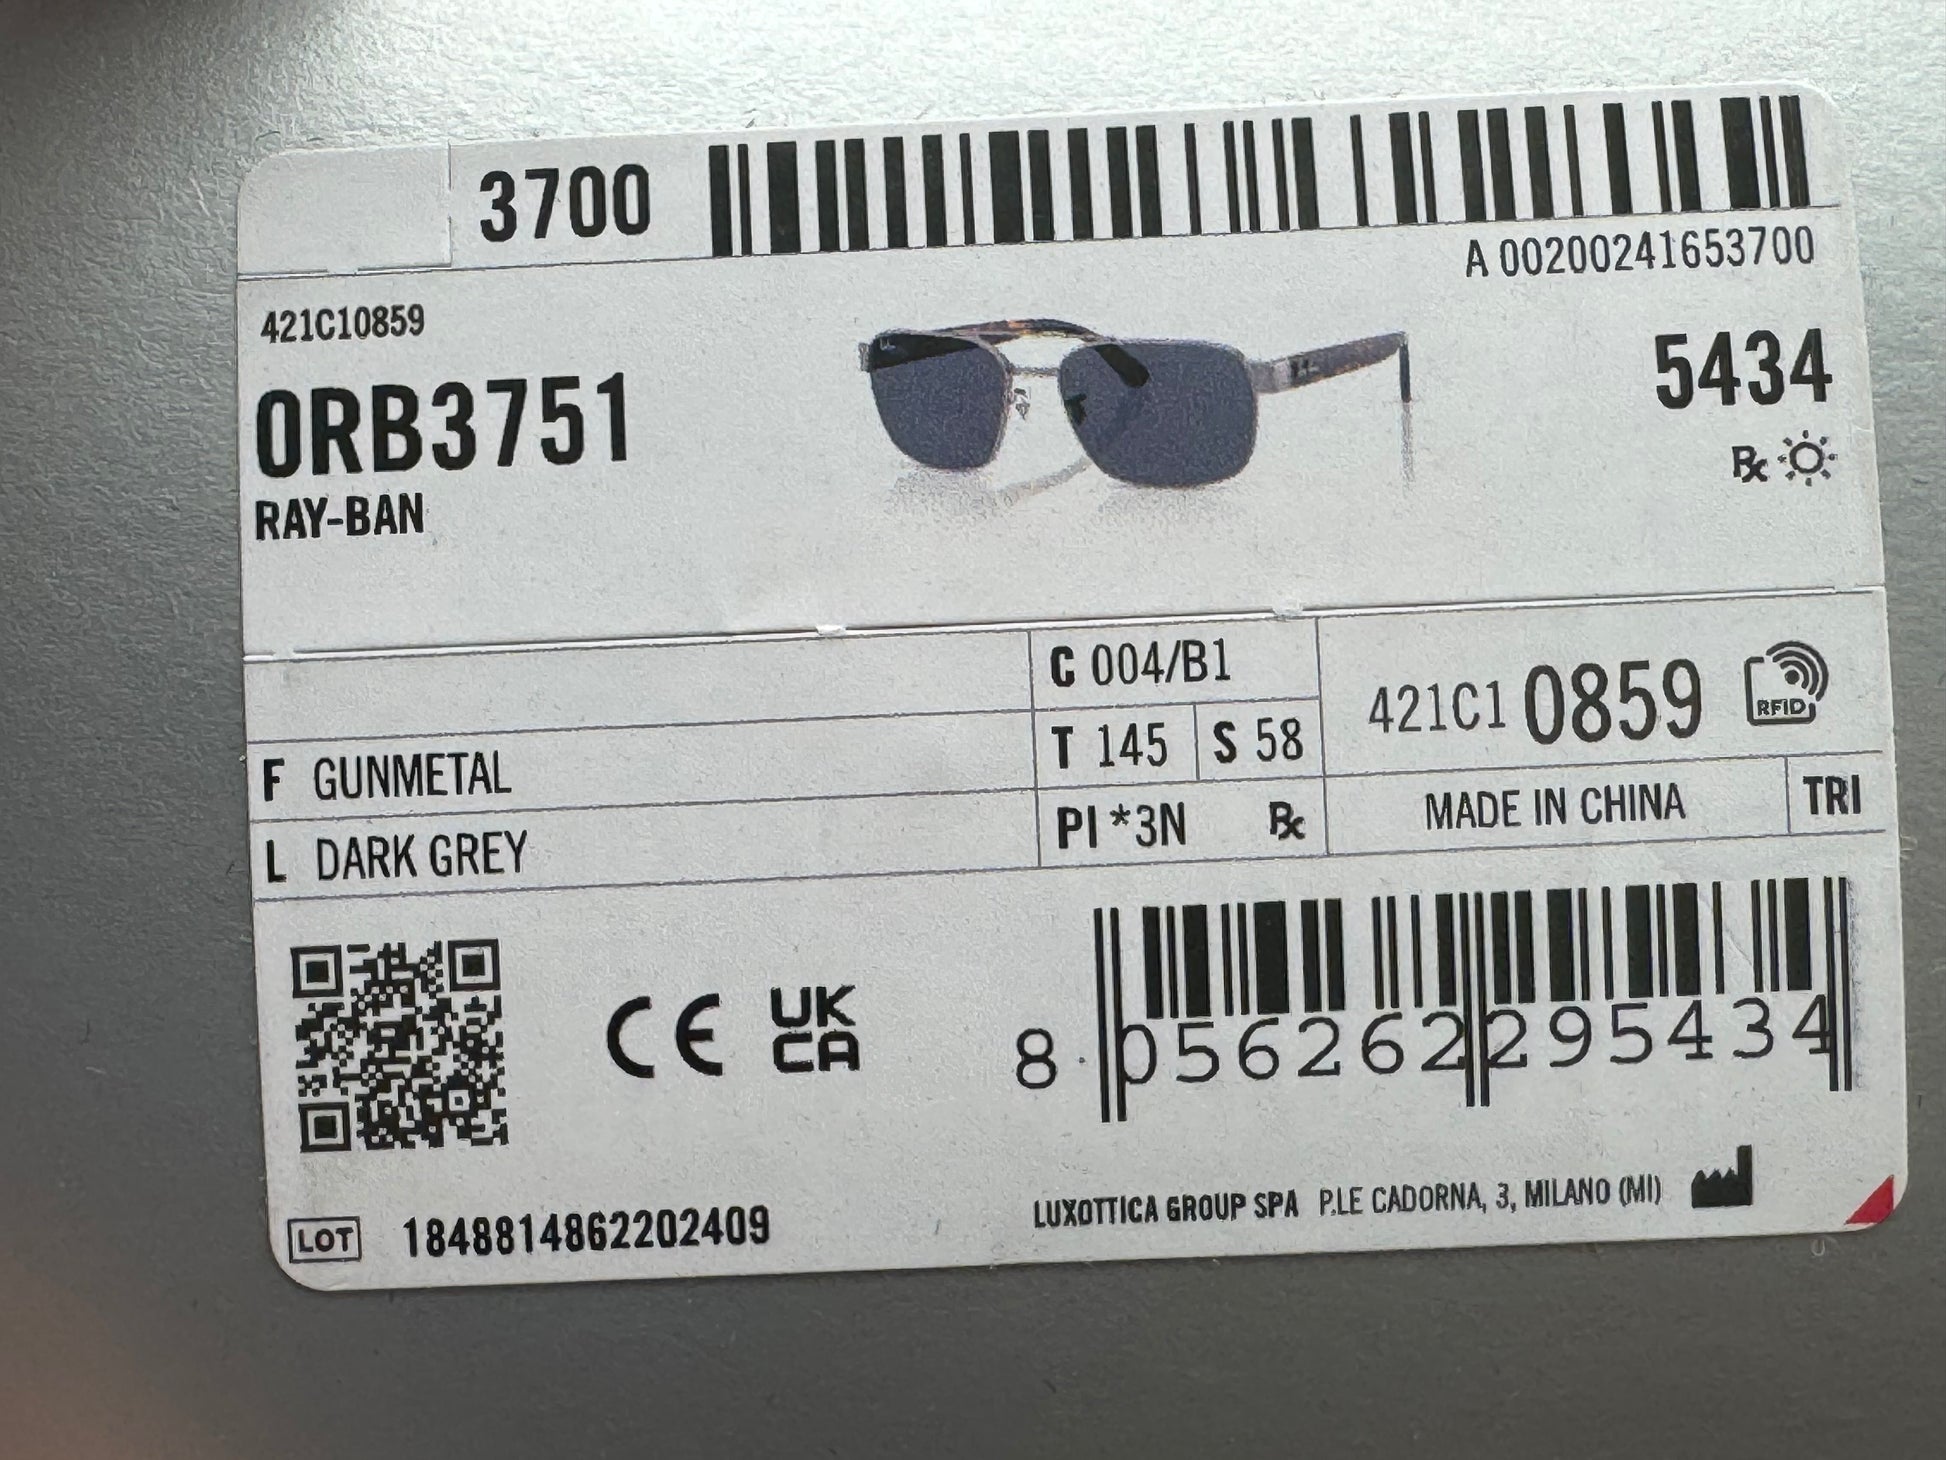 3700
A 00200241653700
421C10859
0RB3751
RAY-BAN
5434
Rx
C 004/B1
421C1 0859
RFID
F GUNMETAL
T 145
S 58
L DARK GREY
PI *3N Rx
MADE IN CHINA
TRI
CE
UK
CA
8 056262 295434
LUXOTTICA GROUP SPA P.LE CADORNA, 3, MILANO (MI)
LOT 1848814862202409